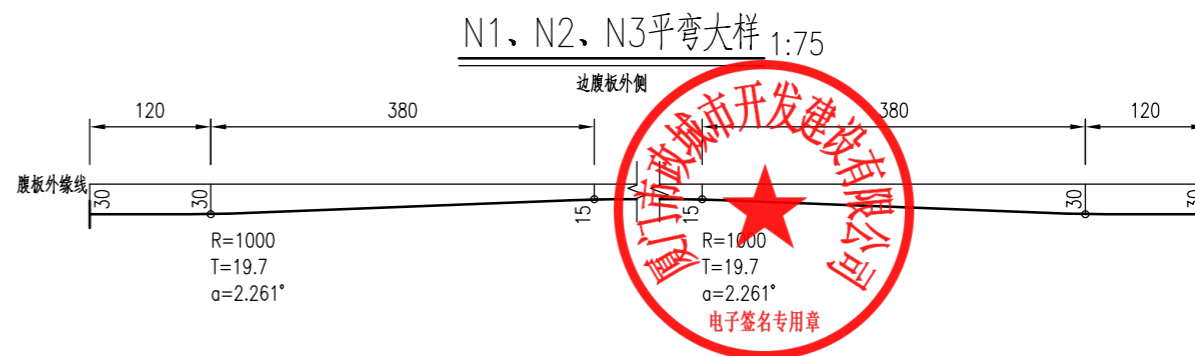 N1、N2、N3平弯大样 1:75
边腹板外侧
120 380 380 120
腹板外缘线
30 30 15 15 30 30
R=1000 R=1000
T=19.7 T=19.7
α=2.261° α=2.261°
厦门市政城市开发建设有限公司
电子签名专用章